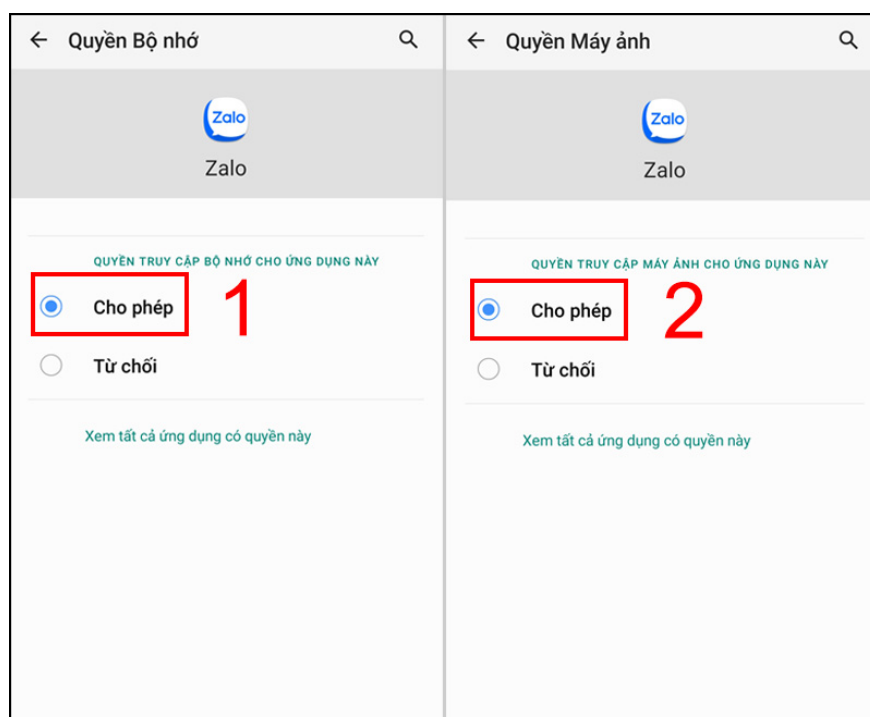 Quyền Bộ nhớ
Zalo
Zalo
QUYỀN TRUY CẬP BỘ NHỚ CHO ỨNG DỤNG NÀY
Cho phép
1
Từ chối
Xem tất cả ứng dụng có quyền này
Quyền Máy ảnh
Zalo
Zalo
QUYỀN TRUY CẬP MÁY ẢNH CHO ỨNG DỤNG NÀY
Cho phép
2
Từ chối
Xem tất cả ứng dụng có quyền này